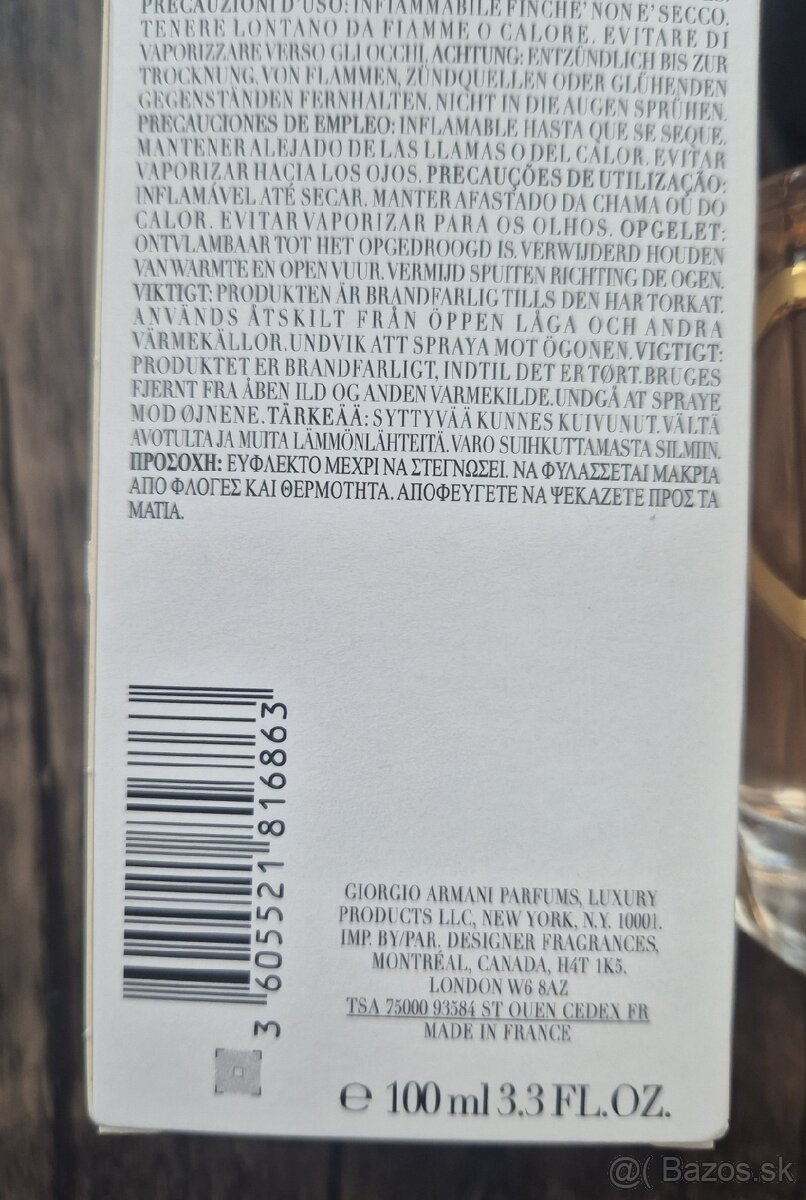 PRECAUZIONI D'USO: INFIAMMABILE FINCHE' NON E' SECCO.
TENERE LONTANO DA FIAMME O CALORE. EVITARE DI
VAPORIZZARE VERSO GLI OCCHI. ACHTUNG: ENTZÜNDLICH BIS ZUR
TROCKNUNG. VON FLAMMEN, ZÜNDQUELLEN ODER GLÜHENDEN
GEGENSTÄNDEN FERNHALTEN. NICHT IN DIE AUGEN SPRÜHEN.
PRECAUCIONES DE EMPLEO: INFLAMABLE HASTA QUE SE SEQUE.
MANTENER ALEJADO DE LAS LLAMAS O DEL CALOR. EVITAR
VAPORIZAR HACIA LOS OJOS. PRECAUÇÕES DE UTILIZAÇÃO:
INFLAMÁVEL ATÉ SECAR. MANTER AFASTADO DA CHAMA OU DO
CALOR. EVITAR VAPORIZAR PARA OS OLHOS. OPGELET:
ONTVLAMBAAR TOT HET OPGEDROOGD IS. VERWIJDERD HOUDEN
VAN WARMTE EN OPEN VUUR. VERMIJD SPUITEN RICHTING DE OGEN.
VIKTIGT: PRODUKTEN ÄR BRANDFARLIG TILLS DEN HAR TORKAT.
ANVÄNDS ÅTSKILT FRÅN ÖPPEN LÅGA OCH ANDRA
VÄRMEKÄLLOR. UNDVIK ATT SPRAYA MOT ÖGONEN. VIGTIGT:
PRODUKTET ER BRANDFARLIGT, INDTIL DET ER TØRT. BRUGES
FJERNT FRA ÅBEN ILD OG ANDEN VARMEKILDE. UNDGÅ AT SPRAYE
MOD ØJNENE. TÄRKEÄÄ: SYTTYVÄÄ KUNNES KUIVUNUT. VÄLTÄ
AVOTULTA JA MUITA LÄMMÖNLÄHTEITÄ. VARO SUIHKUTTAMASTA SILMIIN.
ΠΡΟΣΟΧΗ: ΕΥΦΛΕΚΤΟ ΜΕΧΡΙ ΝΑ ΣΤΕΓΝΩΣΕΙ. ΝΑ ΦΥΛΑΣΣΕΤΑΙ ΜΑΚΡΙΑ
ΑΠΟ ΦΛΟΓΕΣ ΚΑΙ ΘΕΡΜΟΤΗΤΑ. ΑΠΟΦΕΥΓΕΤΕ ΝΑ ΨΕΚΑΖΕΤΕ ΠΡΟΣ ΤΑ
ΜΑΤΙΑ.
3 605521 816863
GIORGIO ARMANI PARFUMS, LUXURY
PRODUCTS LLC, NEW YORK, N.Y. 10001.
IMP. BY/PAR. DESIGNER FRAGRANCES,
MONTRÉAL, CANADA, H4T 1K5.
LONDON W6 8AZ
TSA 75000 93584 ST OUEN CEDEX FR
MADE IN FRANCE
℮ 100 ml 3.3 FL.OZ.
@( Bazos.sk